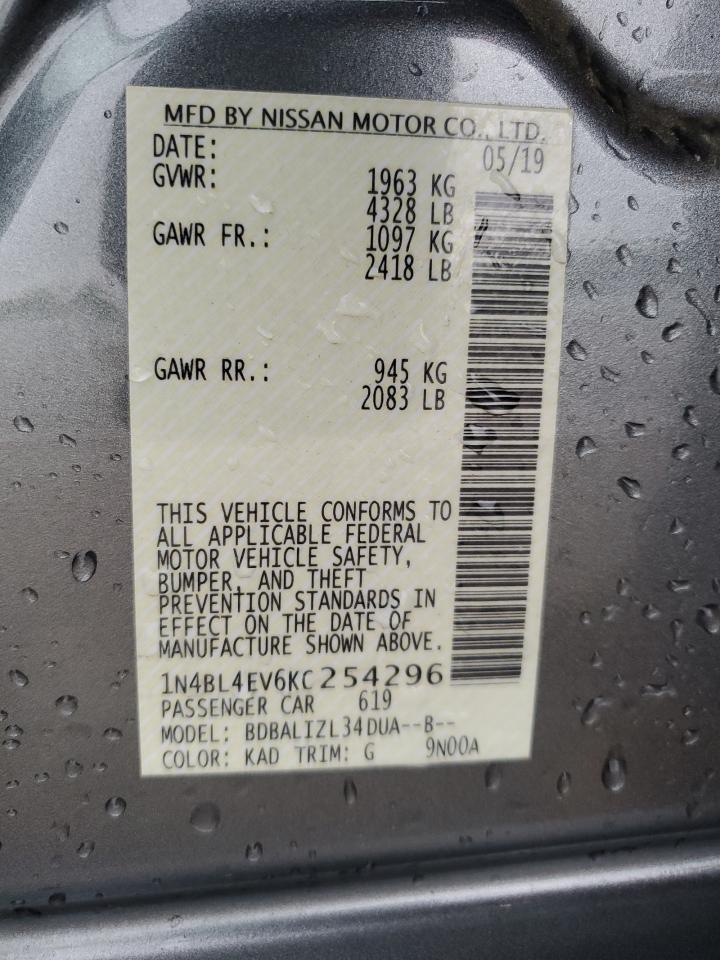 MFD BY NISSAN MOTOR CO., LTD.
DATE: 05/19
GVWR: 1963 KG
4328 LB
GAWR FR.: 1097 KG
2418 LB
GAWR RR.: 945 KG
2083 LB
THIS VEHICLE CONFORMS TO
ALL APPLICABLE FEDERAL
MOTOR VEHICLE SAFETY,
BUMPER, AND THEFT
PREVENTION STANDARDS IN
EFFECT ON THE DATE OF
MANUFACTURE SHOWN ABOVE.
1N4BL4EV6KC254296
PASSENGER CAR 619
MODEL: BDBALIZL34DUA--B--
COLOR: KAD TRIM: G 9N00A